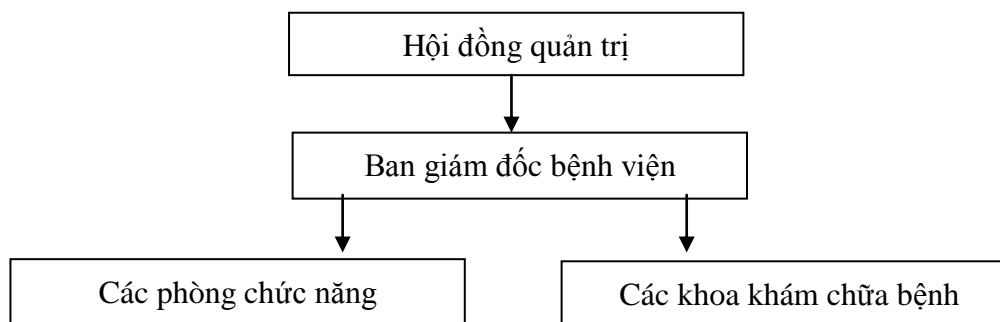 Hội đồng quản trị
Ban giám đốc bệnh viện
Các phòng chức năng
Các khoa khám chữa bệnh